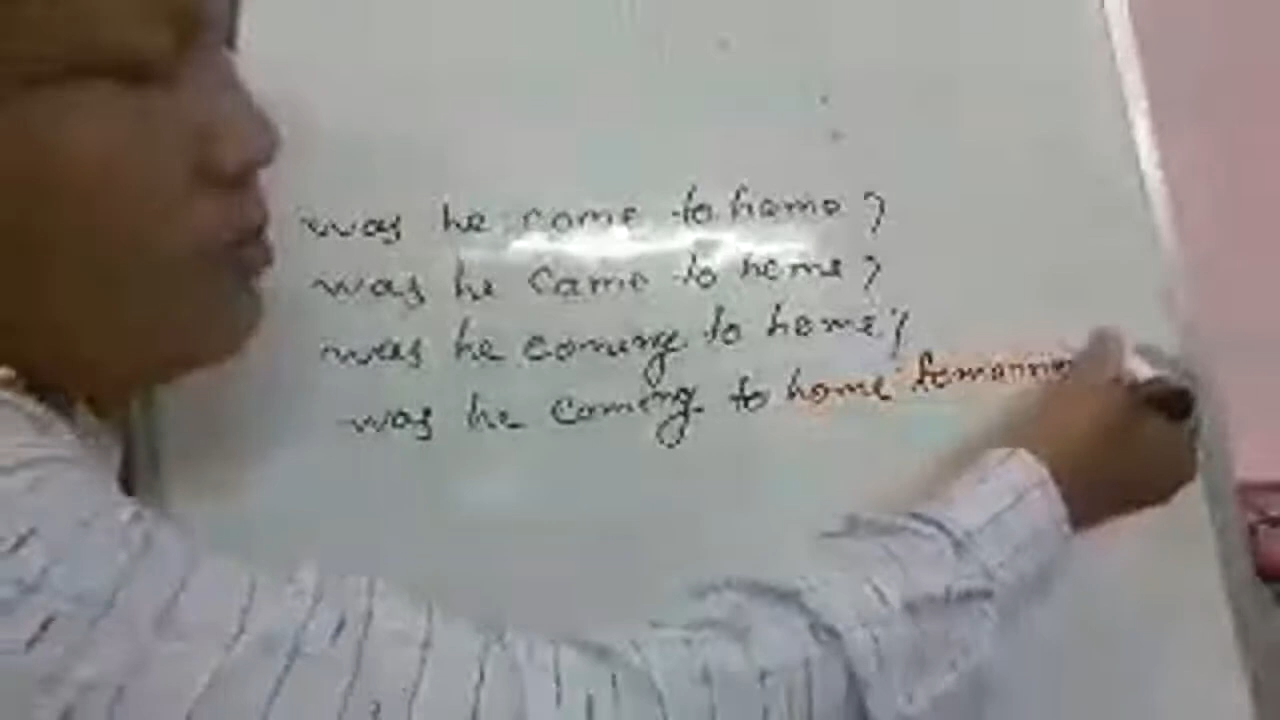 was he come to home?
was he came to home?
was he coming to home?
was he coming to home